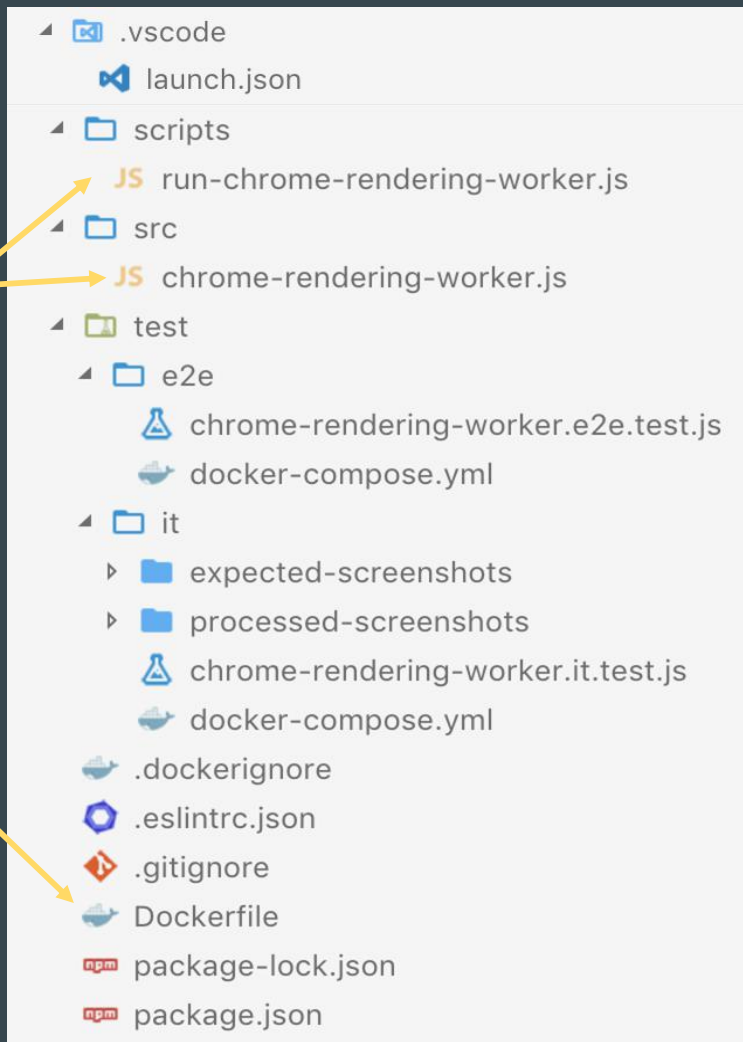 .vscode
launch.json
scripts
JS run-chrome-rendering-worker.js
src
JS chrome-rendering-worker.js
test
e2e
chrome-rendering-worker.e2e.test.js
docker-compose.yml
it
expected-screenshots
processed-screenshots
chrome-rendering-worker.it.test.js
docker-compose.yml
.dockerignore
.eslintrc.json
.gitignore
Dockerfile
npm package-lock.json
npm package.json